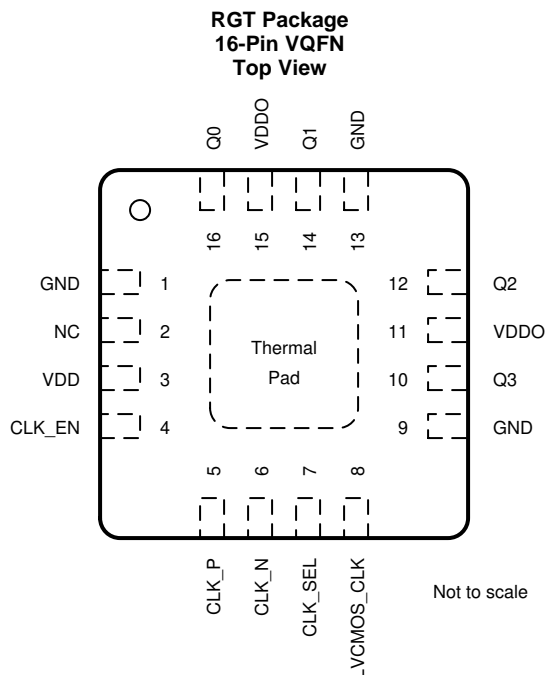 RGT Package
16-Pin VQFN
Top View
Q0
VDDO
Q1
GND
16
15
14
13
GND 1
NC 2
VDD 3
CLK_EN 4
12 Q2
11 VDDO
10 Q3
9 GND
Thermal
Pad
5
6
7
8
CLK_P
CLK_N
CLK_SEL
LVCMOS_CLK
Not to scale